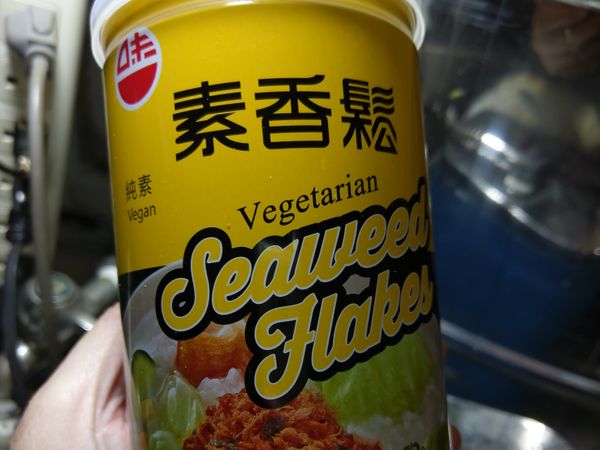 味
素香鬆
純素
Vegan
Vegetarian
Seaweed
Flakes